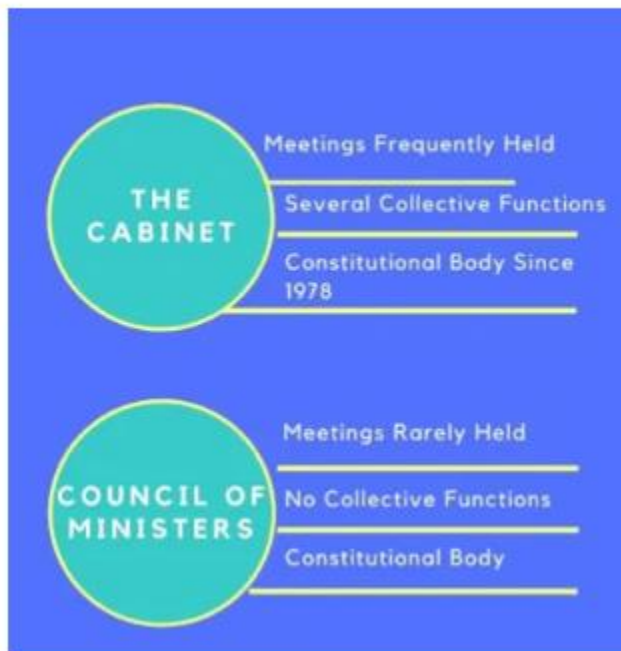 THE
CABINET
Meetings Frequently Held
Several Collective Functions
Constitutional Body Since
1978
COUNCIL OF
MINISTERS
Meetings Rarely Held
No Collective Functions
Constitutional Body